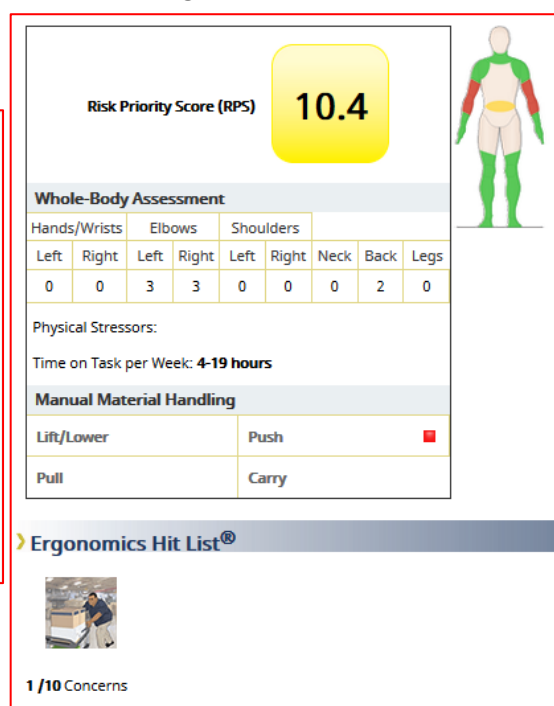 Risk Priority Score (RPS) 10.4
Whole-Body Assessment
Hands/Wrists Elbows Shoulders
Left Right Left Right Left Right Neck Back Legs
0 0 3 3 0 0 0 2 0
Physical Stressors:
Time on Task per Week: 4-19 hours
Manual Material Handling
Lift/Lower Push
Pull Carry
Ergonomics Hit List®
1 /10 Concerns